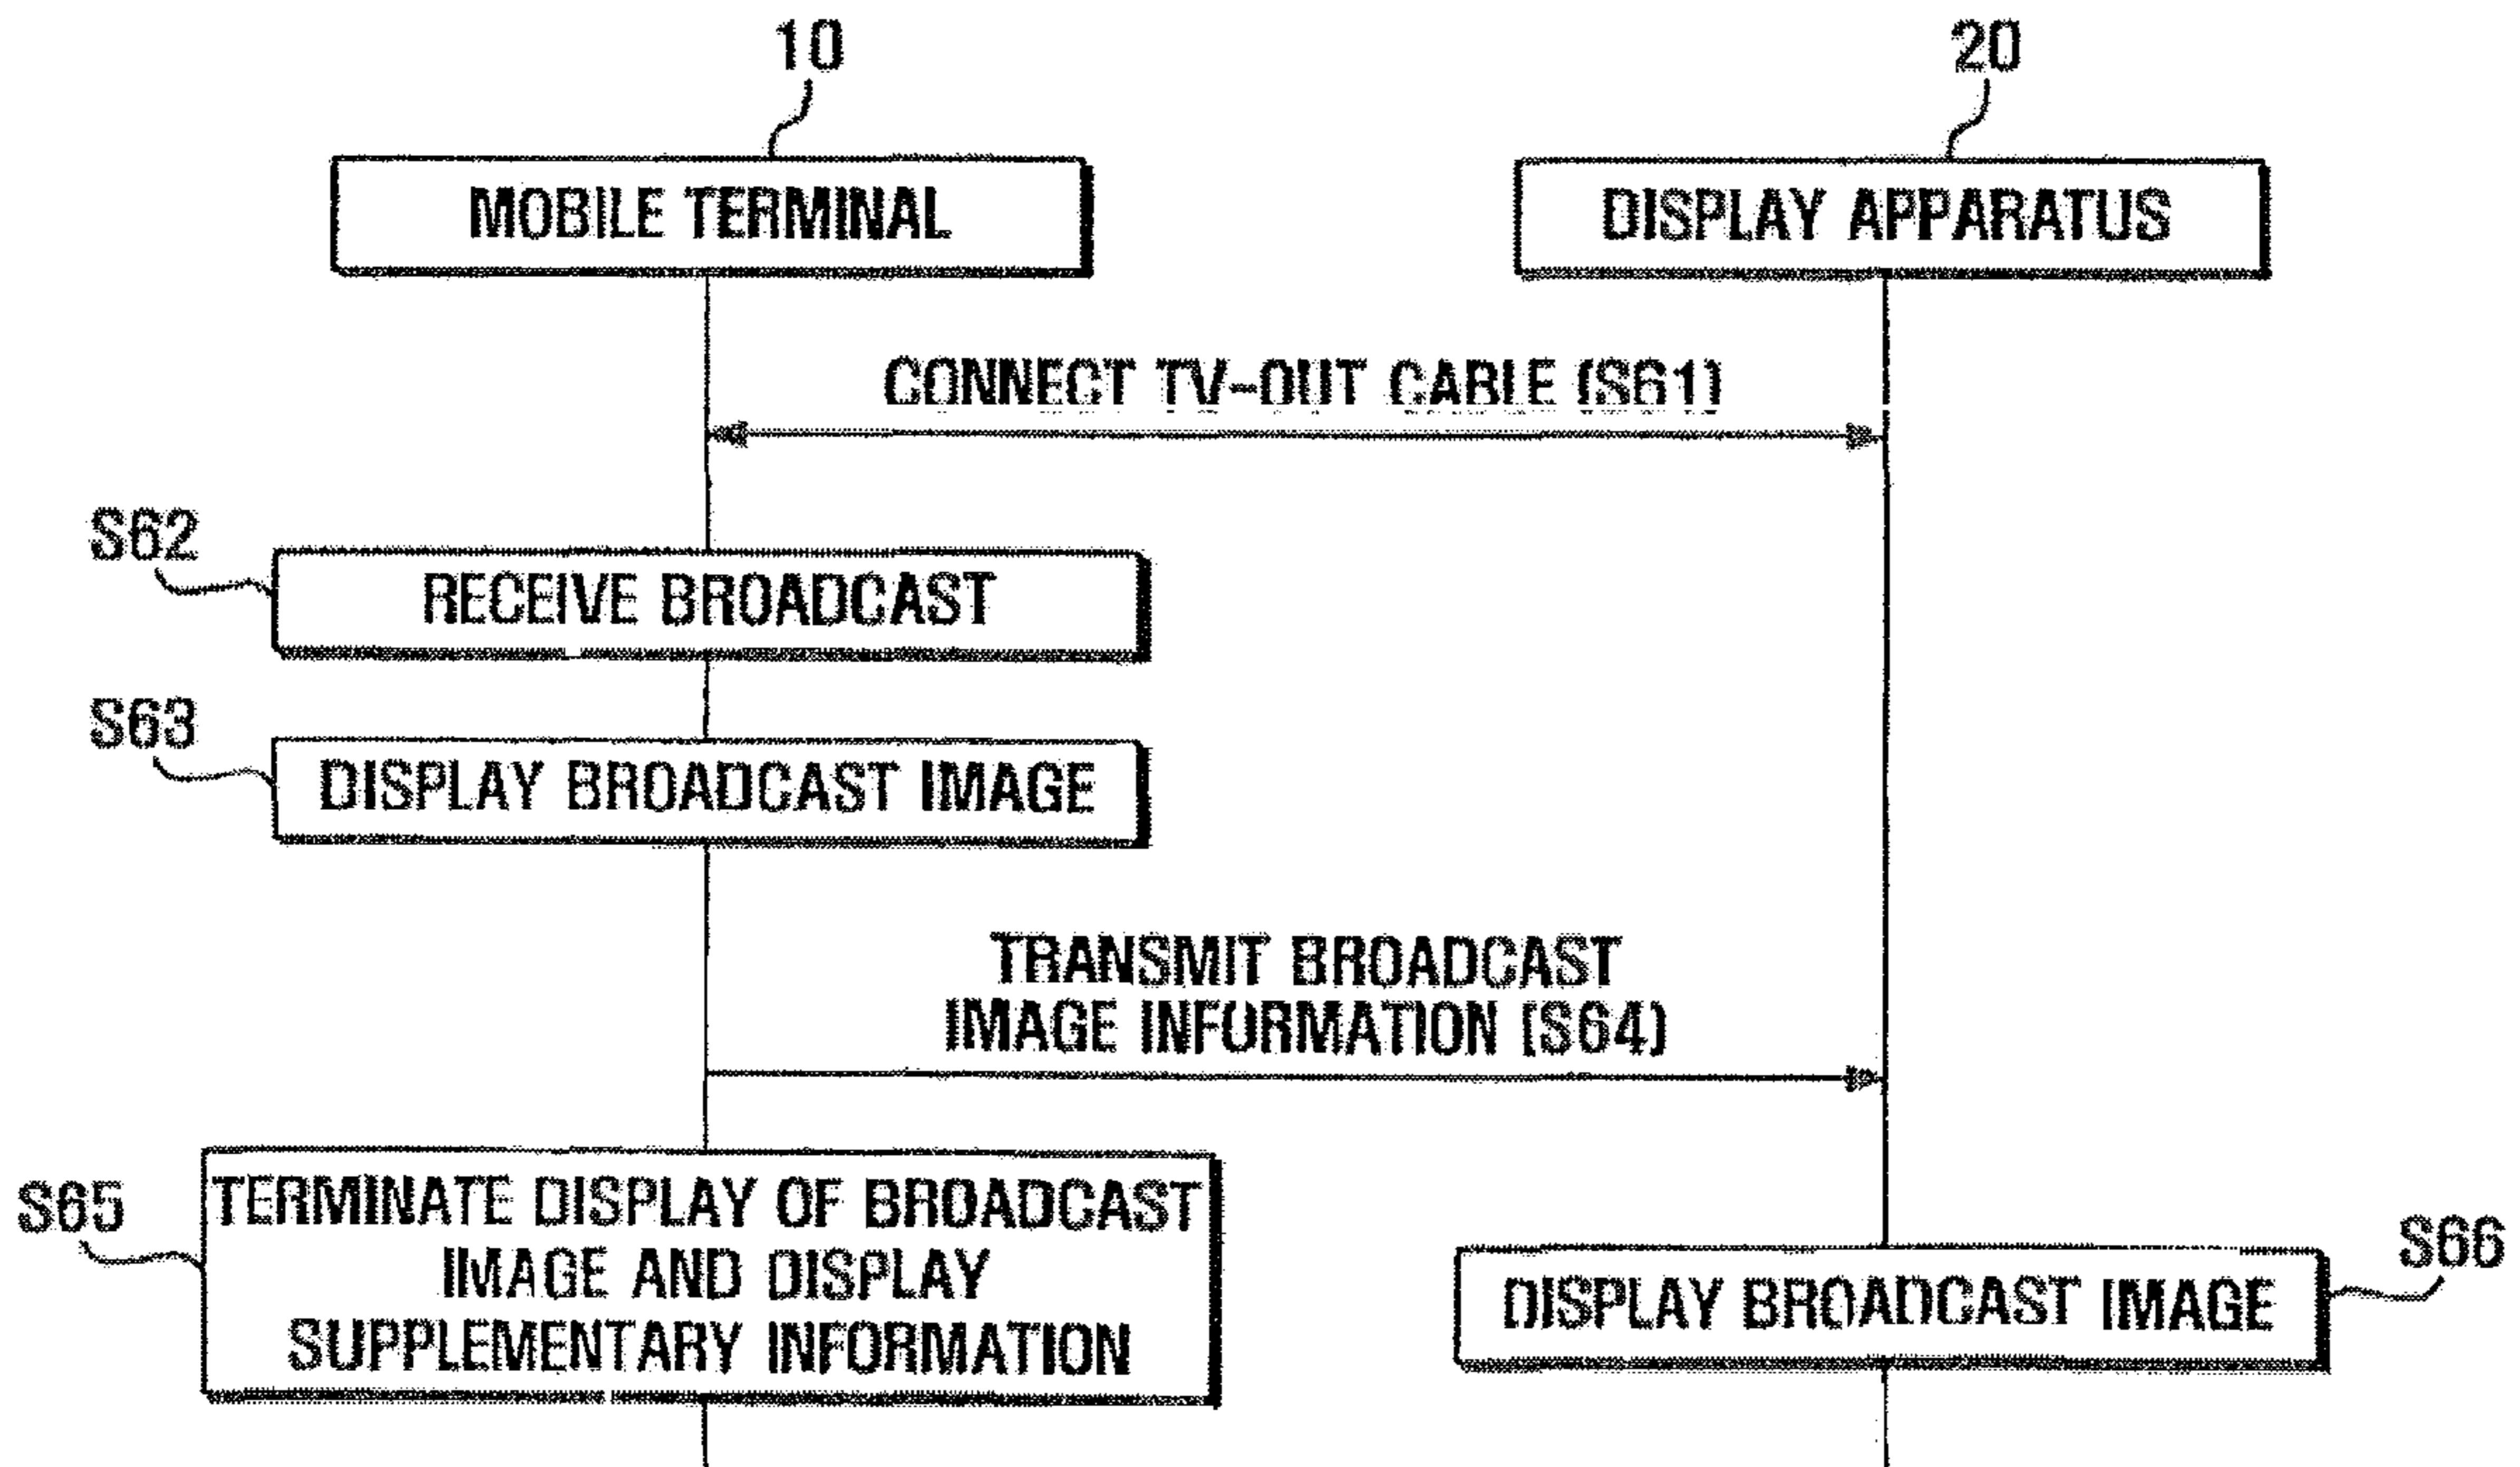 10
20
MOBILE TERMINAL
DISPLAY APPARATUS
CONNECT TV-OUT CABLE (S61)
S62
RECEIVE BROADCAST
S63
DISPLAY BROADCAST IMAGE
TRANSMIT BROADCAST
IMAGE INFORMATION (S64)
S65
TERMINATE DISPLAY OF BROADCAST
IMAGE AND DISPLAY
SUPPLEMENTARY INFORMATION
S66
DISPLAY BROADCAST IMAGE